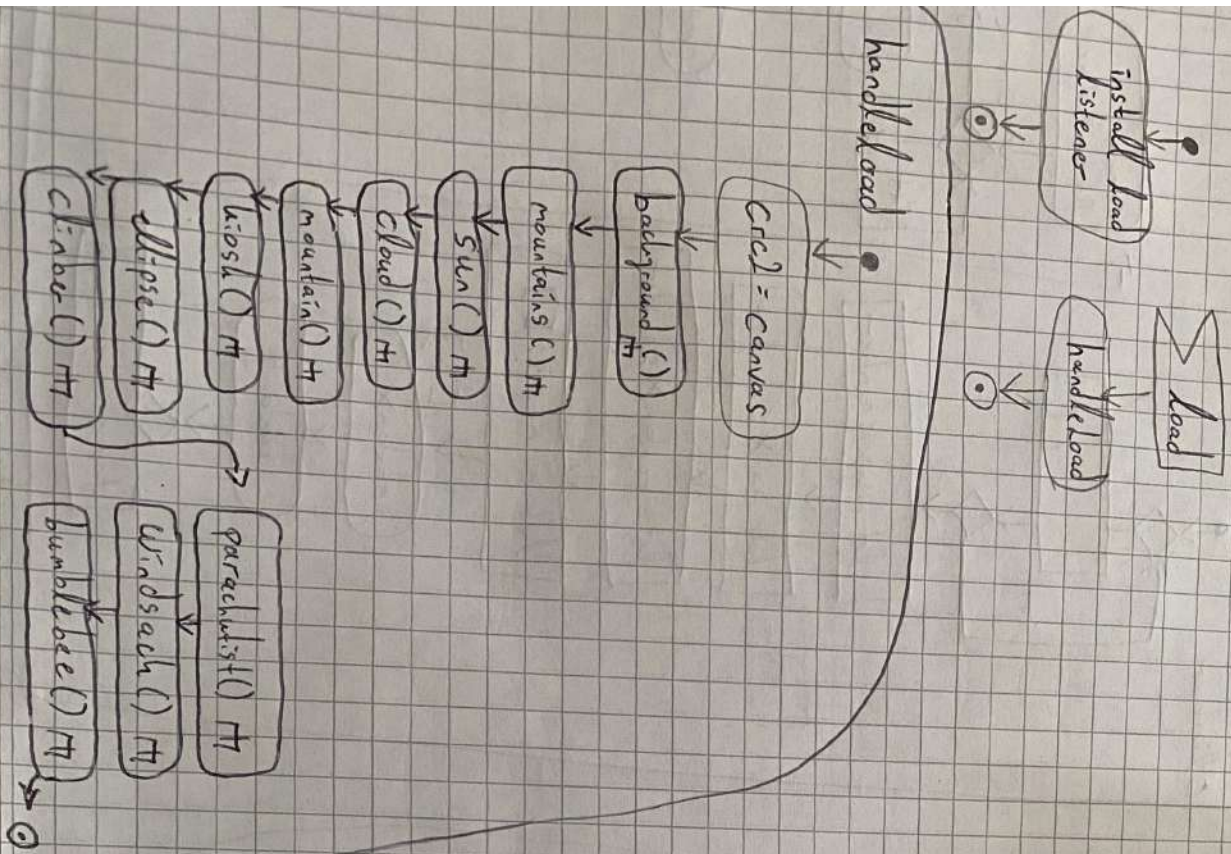 install load
listener
load
handleload
handleload
Crc2 = Canvas
background ()
mountains ()
sun ()
cloud ()
mountain ()
kiosk ()
ellipse ()
climber ()
parachutist ()
Windsack ()
bumblebee ()